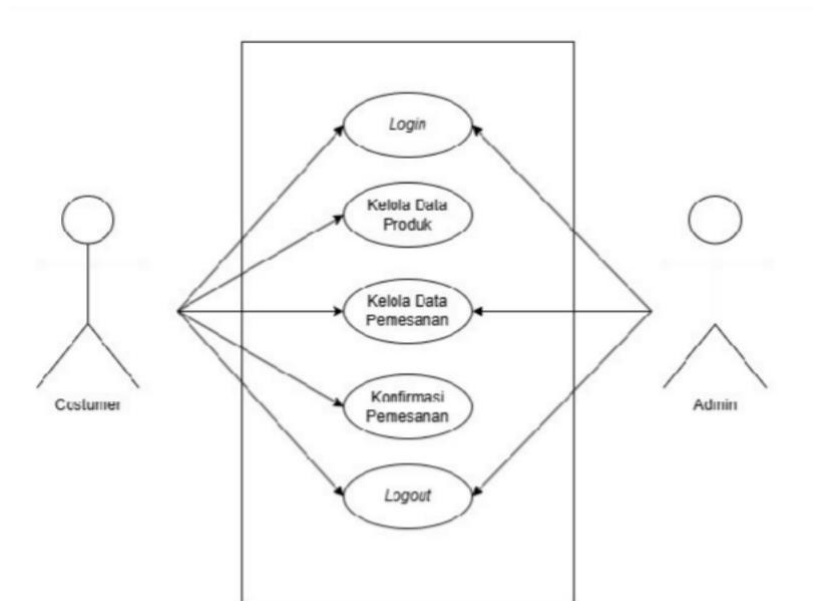 Login
Kelola Data
Produk
Kelola Data
Pemesanan
Konfirmasi
Pemesanan
Logout
Costumer
Admin